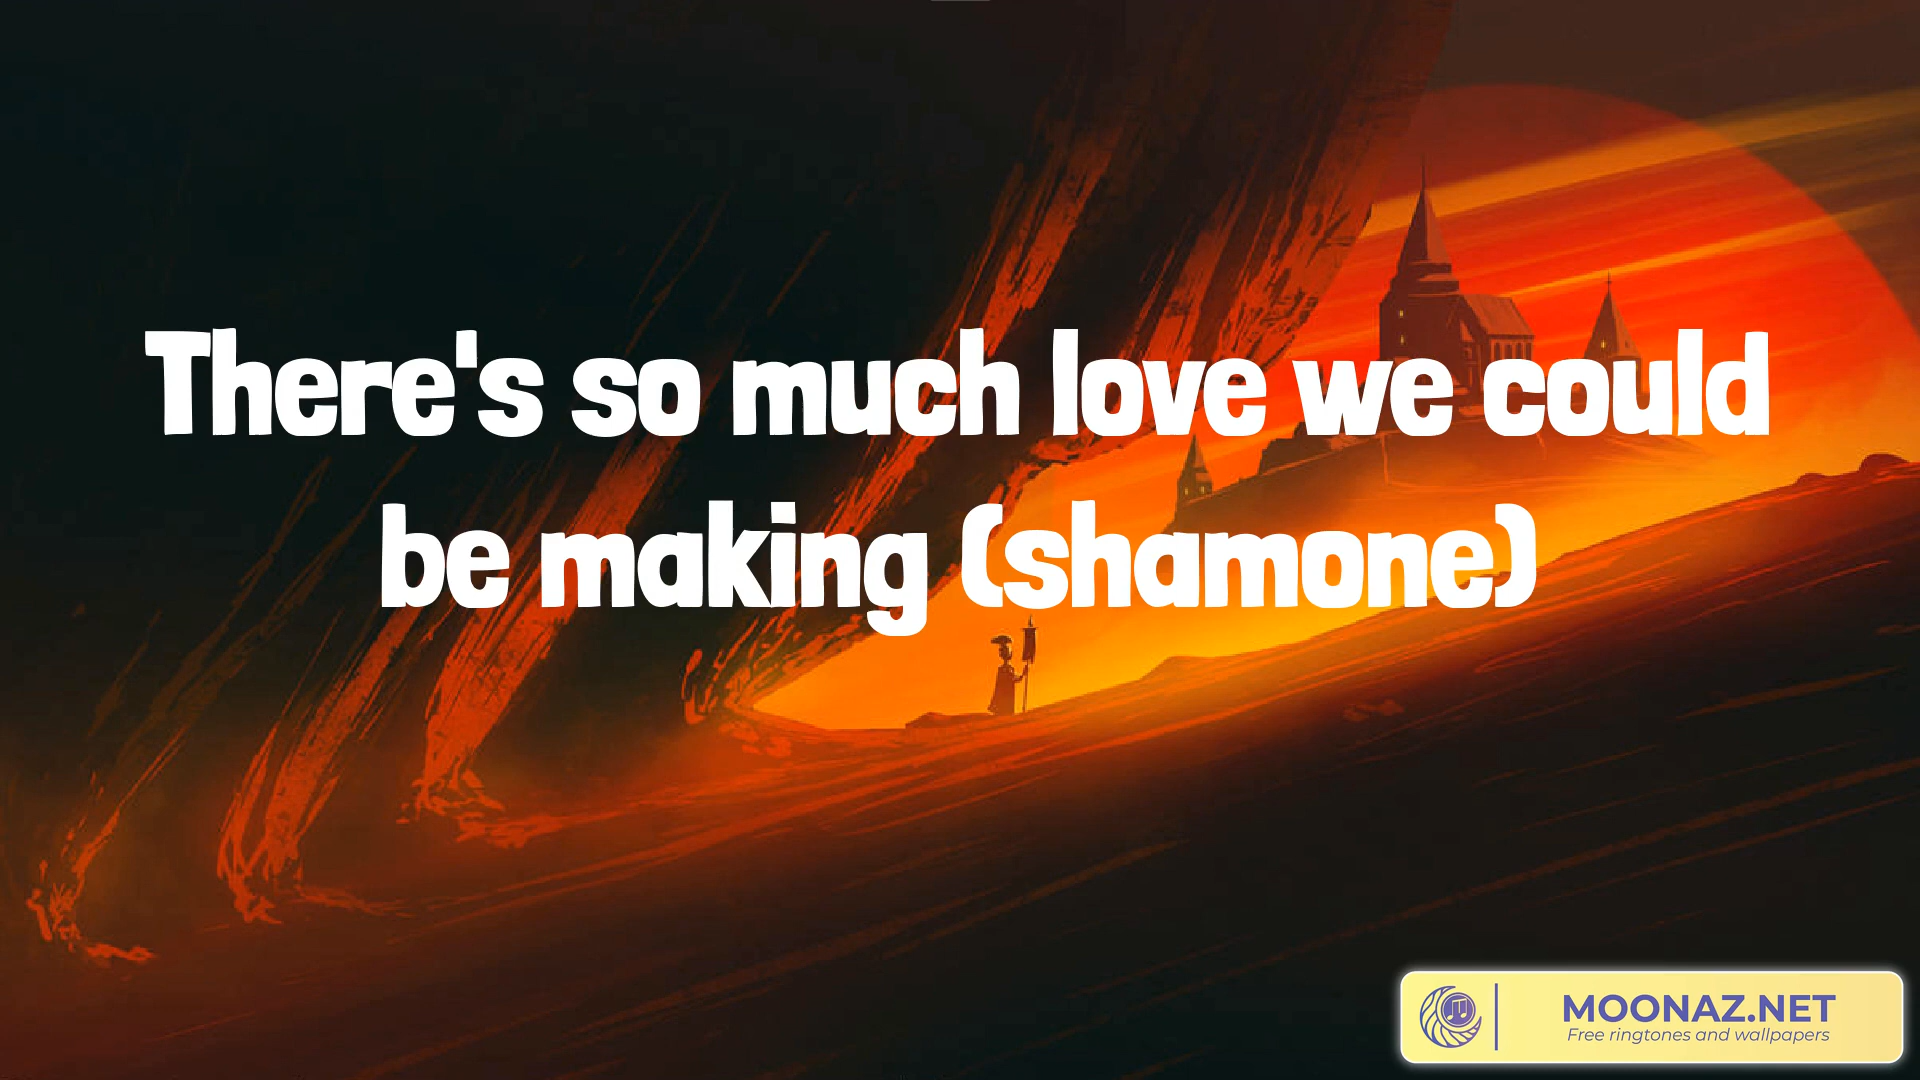 There's so much love we could
be making (shamone)
MOONAZ.NET
Free ringtones and wallpapers